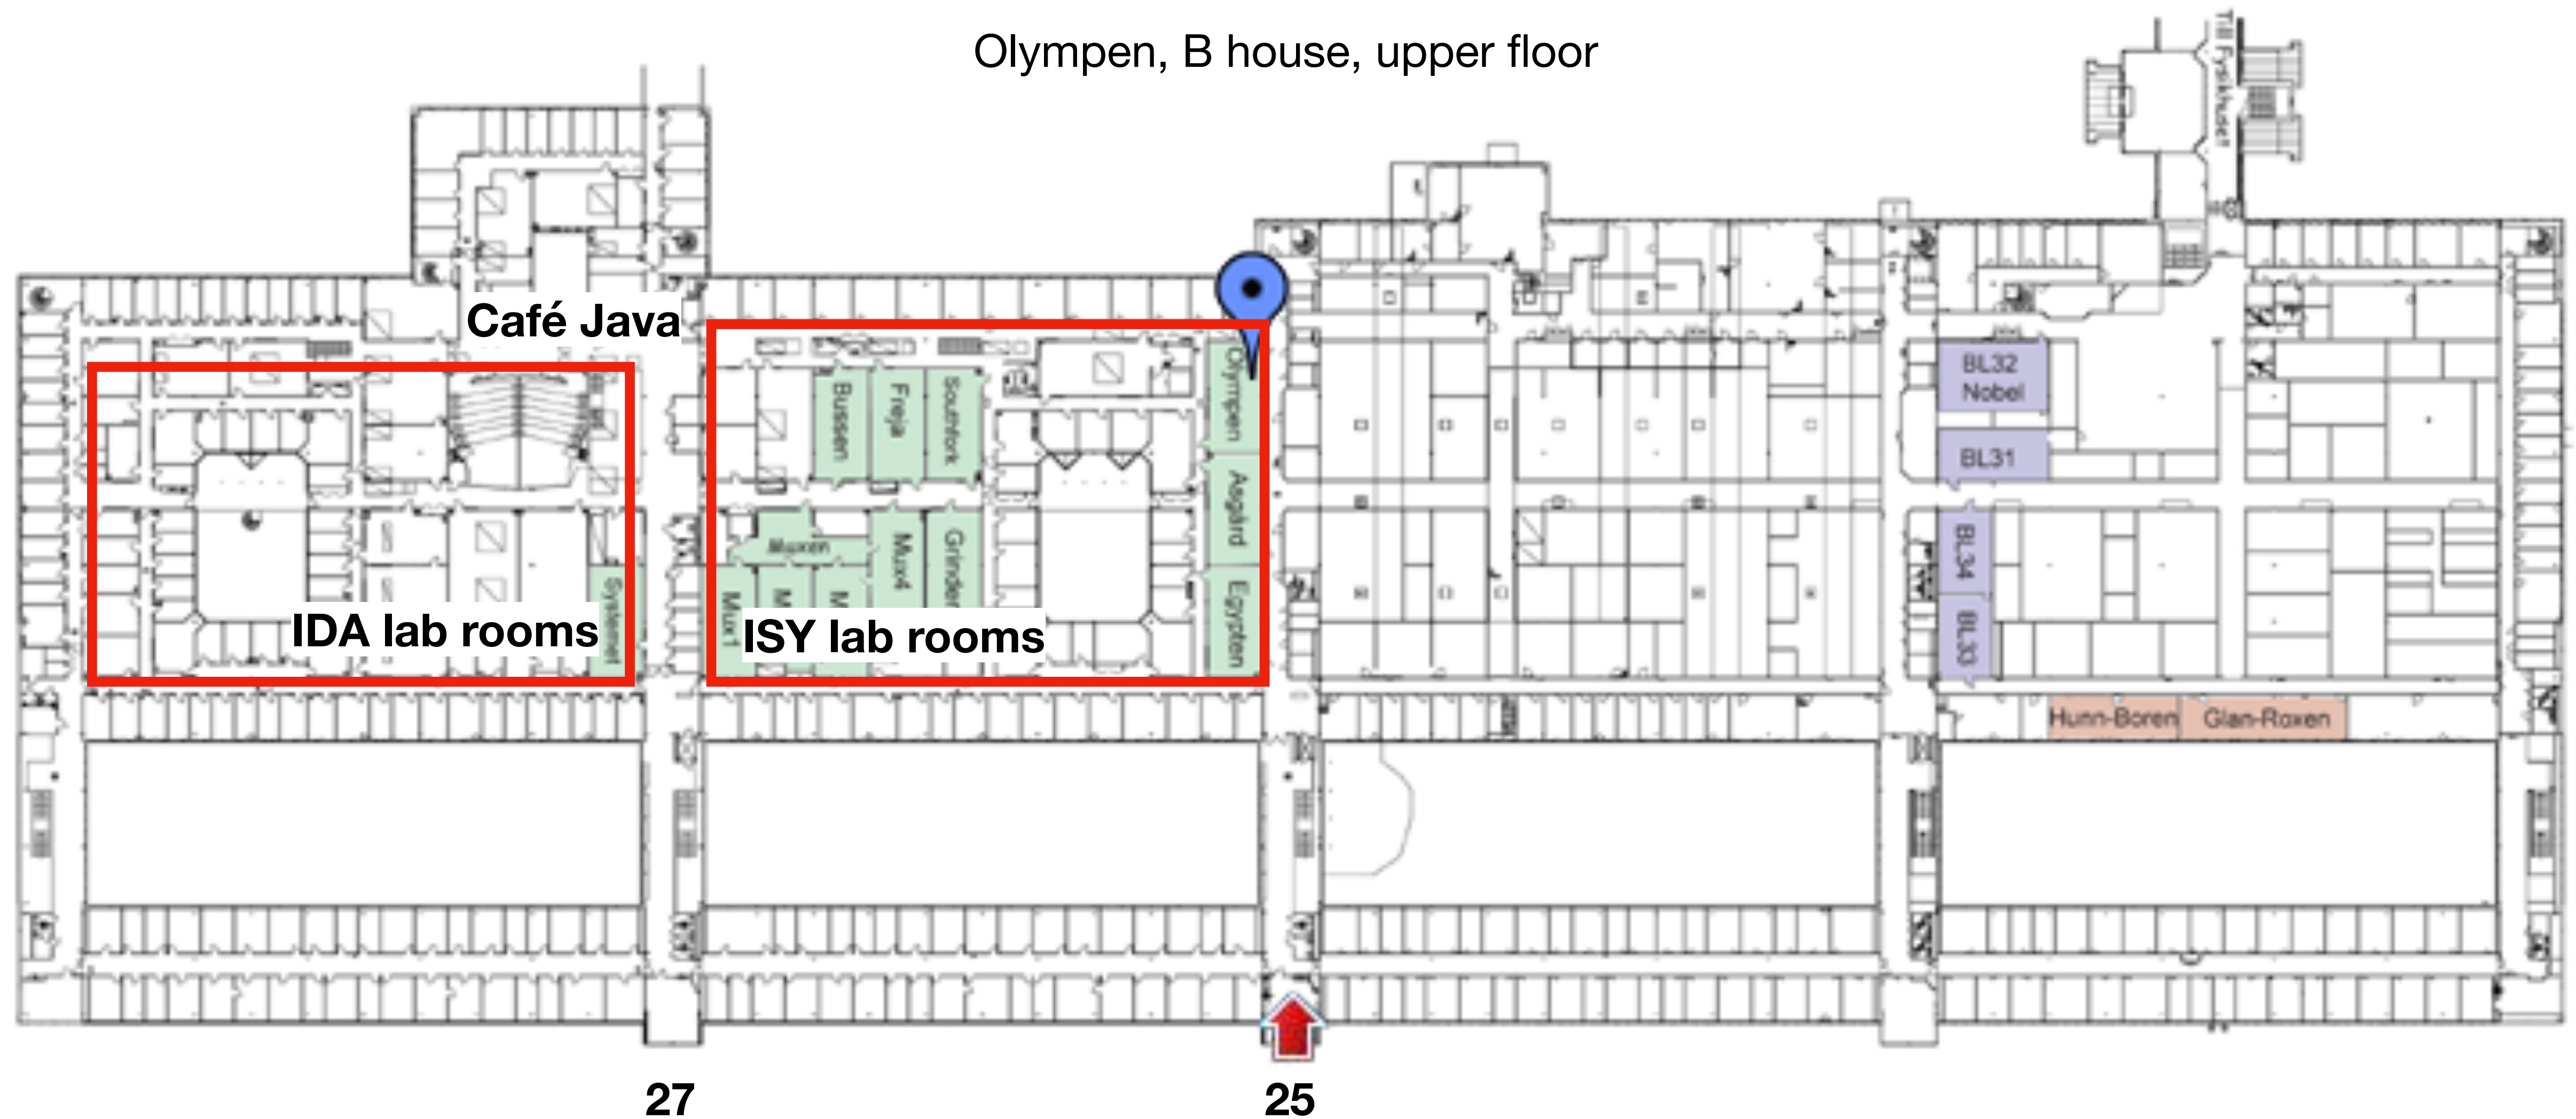 Olympen, B house, upper floor
Till Fysikhuset
Café Java
Olympen
BL32
Nobel
Bussen
Freja
Southfork
BL31
Asgård
Muxen
Mux4
Grinden
BL34
Systemet
Mux1
M
M
Egypten
BL33
IDA lab rooms
ISY lab rooms
Hunn-Boren
Glan-Roxen
27
25